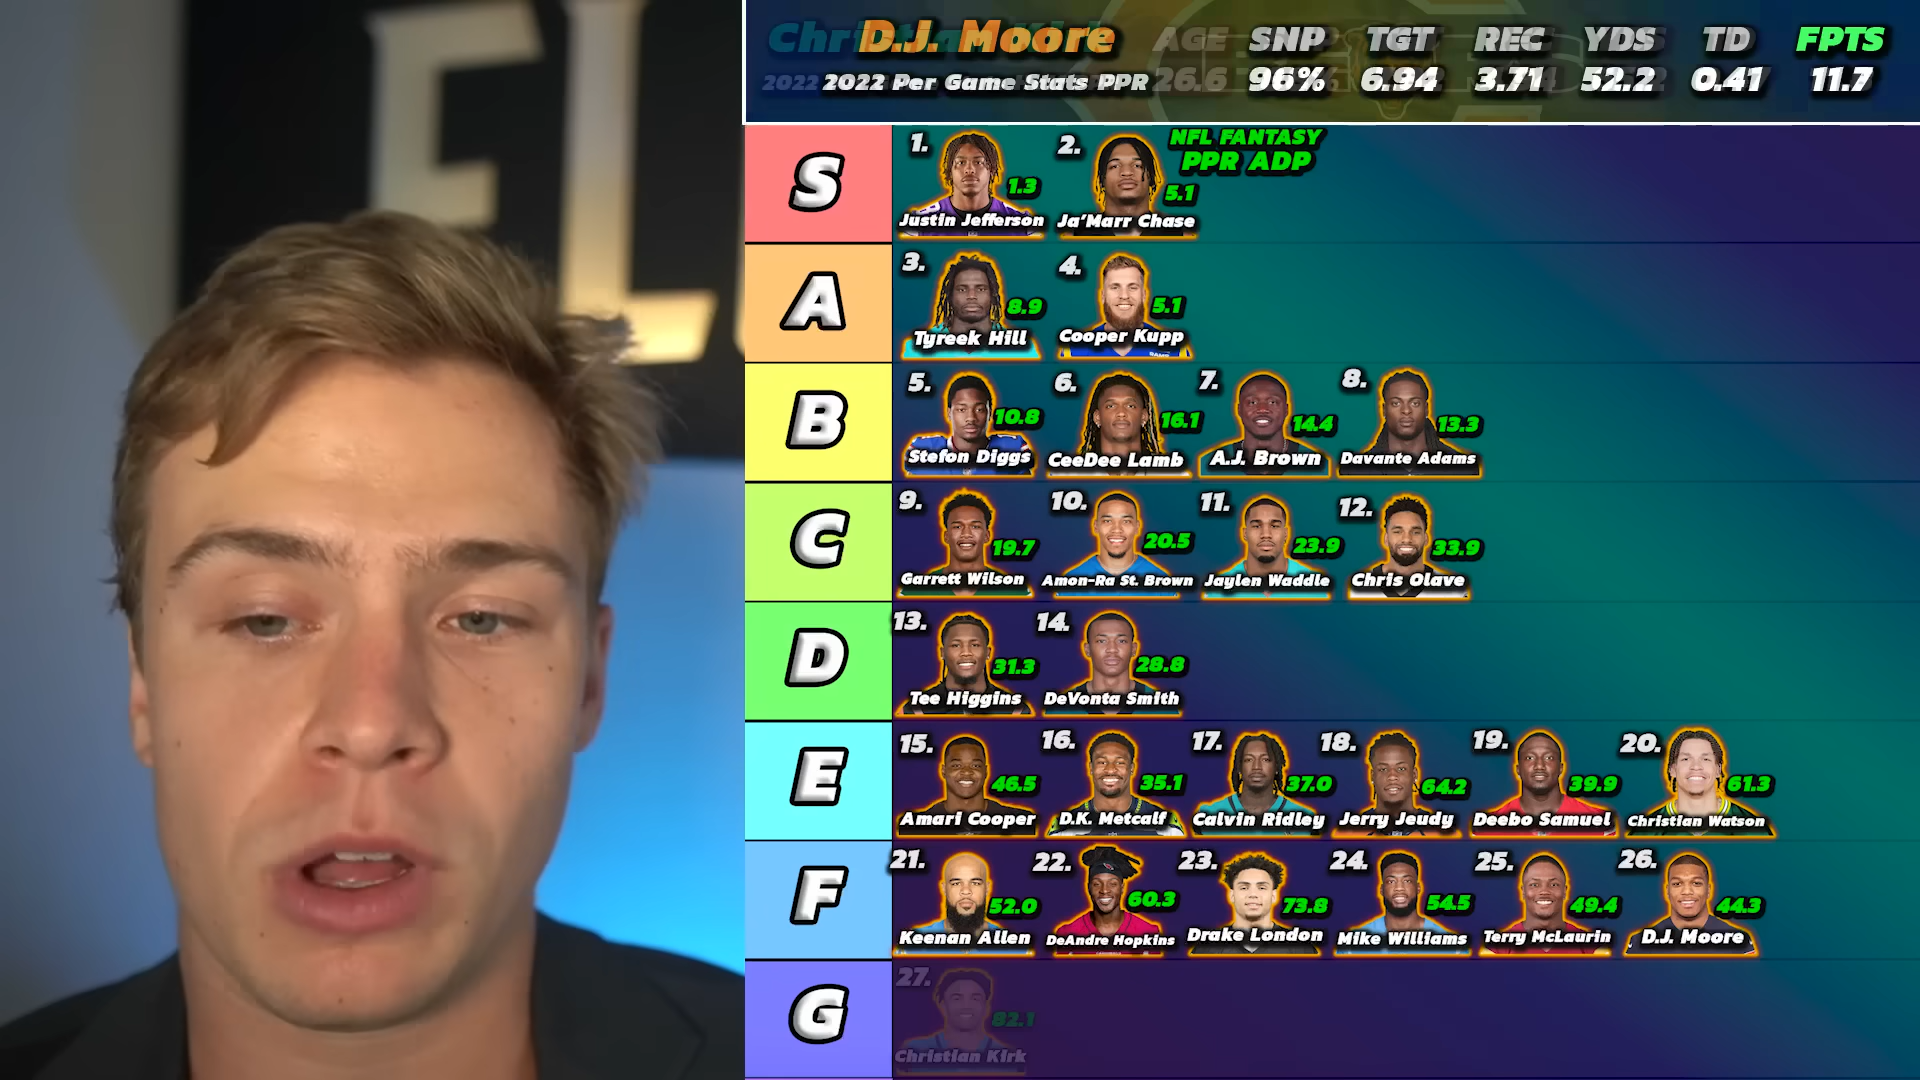 EL
D.J. Moore
2022 Per Game Stats PPR
AGE SNP TGT REC YDS TD FPTS
26.6 96% 6.94 3.71 52.2 0.41 11.7
NFL FANTASY
PPR ADP
S
1. 1.3 Justin Jefferson
2. 5.1 Ja'Marr Chase
A
3. 8.9 Tyreek Hill
4. 5.1 Cooper Kupp
B
5. 10.8 Stefon Diggs
6. 16.1 CeeDee Lamb
7. 14.4 A.J. Brown
8. 13.3 Davante Adams
C
9. 19.7 Garrett Wilson
10. 20.5 Amon-Ra St. Brown
11. 23.9 Jaylen Waddle
12. 33.9 Chris Olave
D
13. 31.3 Tee Higgins
14. 28.8 DeVonta Smith
E
15. 46.5 Amari Cooper
16. 35.1 D.K. Metcalf
17. 37.0 Calvin Ridley
18. 64.2 Jerry Jeudy
19. 39.9 Deebo Samuel
20. 61.3 Christian Watson
F
21. 52.0 Keenan Allen
22. 60.3 DeAndre Hopkins
23. 73.8 Drake London
24. 54.5 Mike Williams
25. 49.4 Terry McLaurin
26. 44.3 D.J. Moore
G
27. 82.1 Christian Kirk